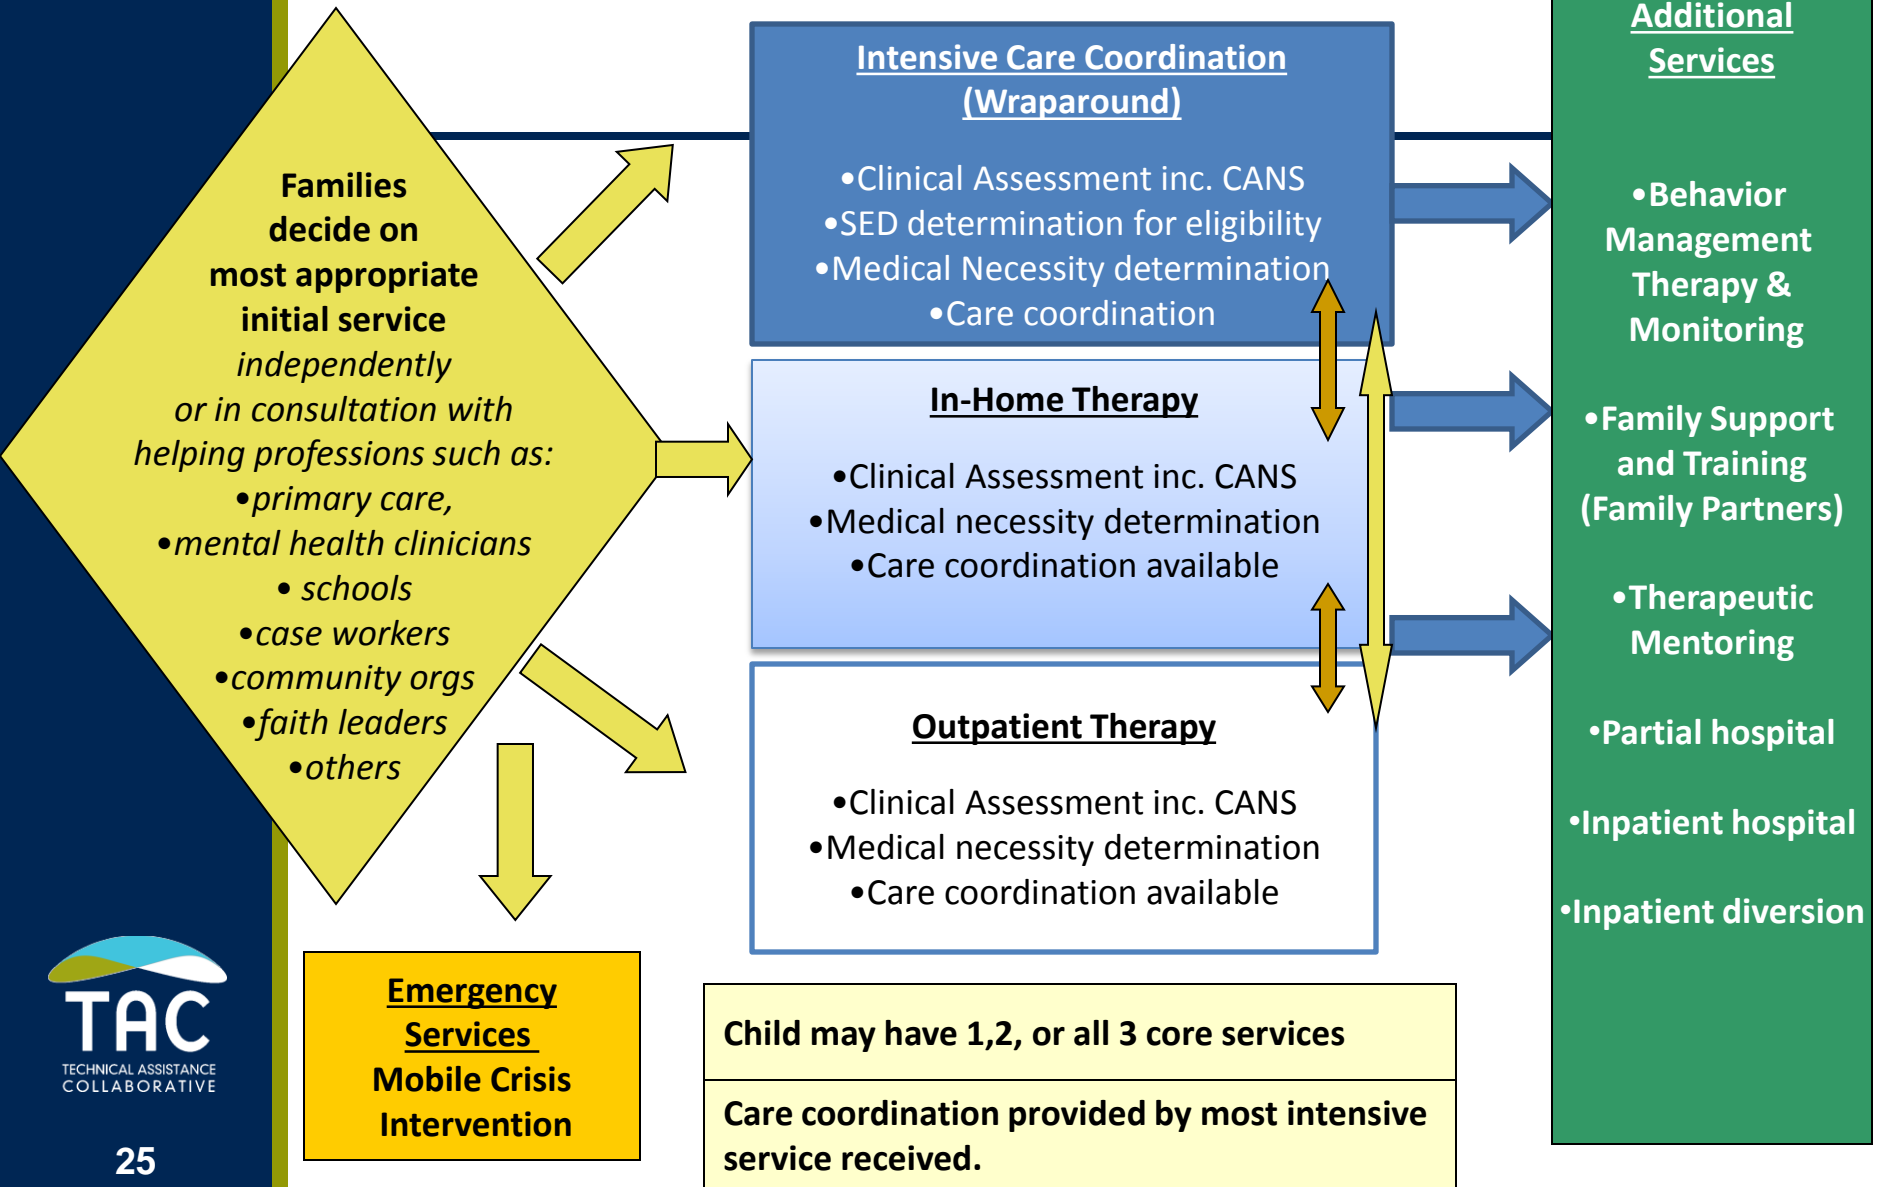 Families
decide on
most appropriate
initial service
independently
or in consultation with
helping professions such as:
•primary care,
•mental health clinicians
• schools
•case workers
•community orgs
•faith leaders
•others
Intensive Care Coordination
(Wraparound)
•Clinical Assessment inc. CANS
•SED determination for eligibility
•Medical Necessity determination
•Care coordination
In-Home Therapy
•Clinical Assessment inc. CANS
•Medical necessity determination
•Care coordination available
Outpatient Therapy
•Clinical Assessment inc. CANS
•Medical necessity determination
•Care coordination available
Additional
Services
•Behavior
Management
Therapy &
Monitoring
•Family Support
and Training
(Family Partners)
•Therapeutic
Mentoring
•Partial hospital
•Inpatient hospital
•Inpatient diversion
Emergency
Services
Mobile Crisis
Intervention
Child may have 1,2, or all 3 core services
Care coordination provided by most intensive
service received.
TAC
TECHNICAL ASSISTANCE
COLLABORATIVE
25